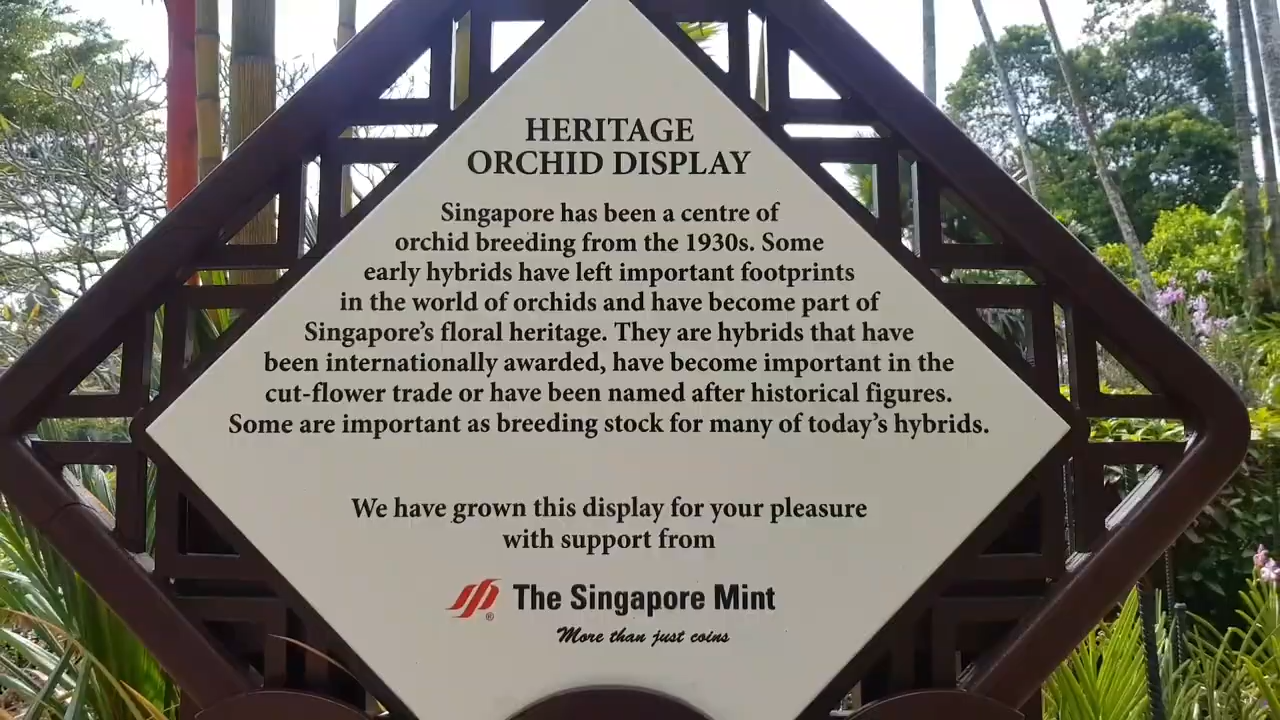 HERITAGE
ORCHID DISPLAY
Singapore has been a centre of
orchid breeding from the 1930s. Some
early hybrids have left important footprints
in the world of orchids and have become part of
Singapore's floral heritage. They are hybrids that have
been internationally awarded, have become important in the
cut-flower trade or have been named after historical figures.
Some are important as breeding stock for many of today's hybrids.
We have grown this display for your pleasure
with support from
® The Singapore Mint
More than just coins